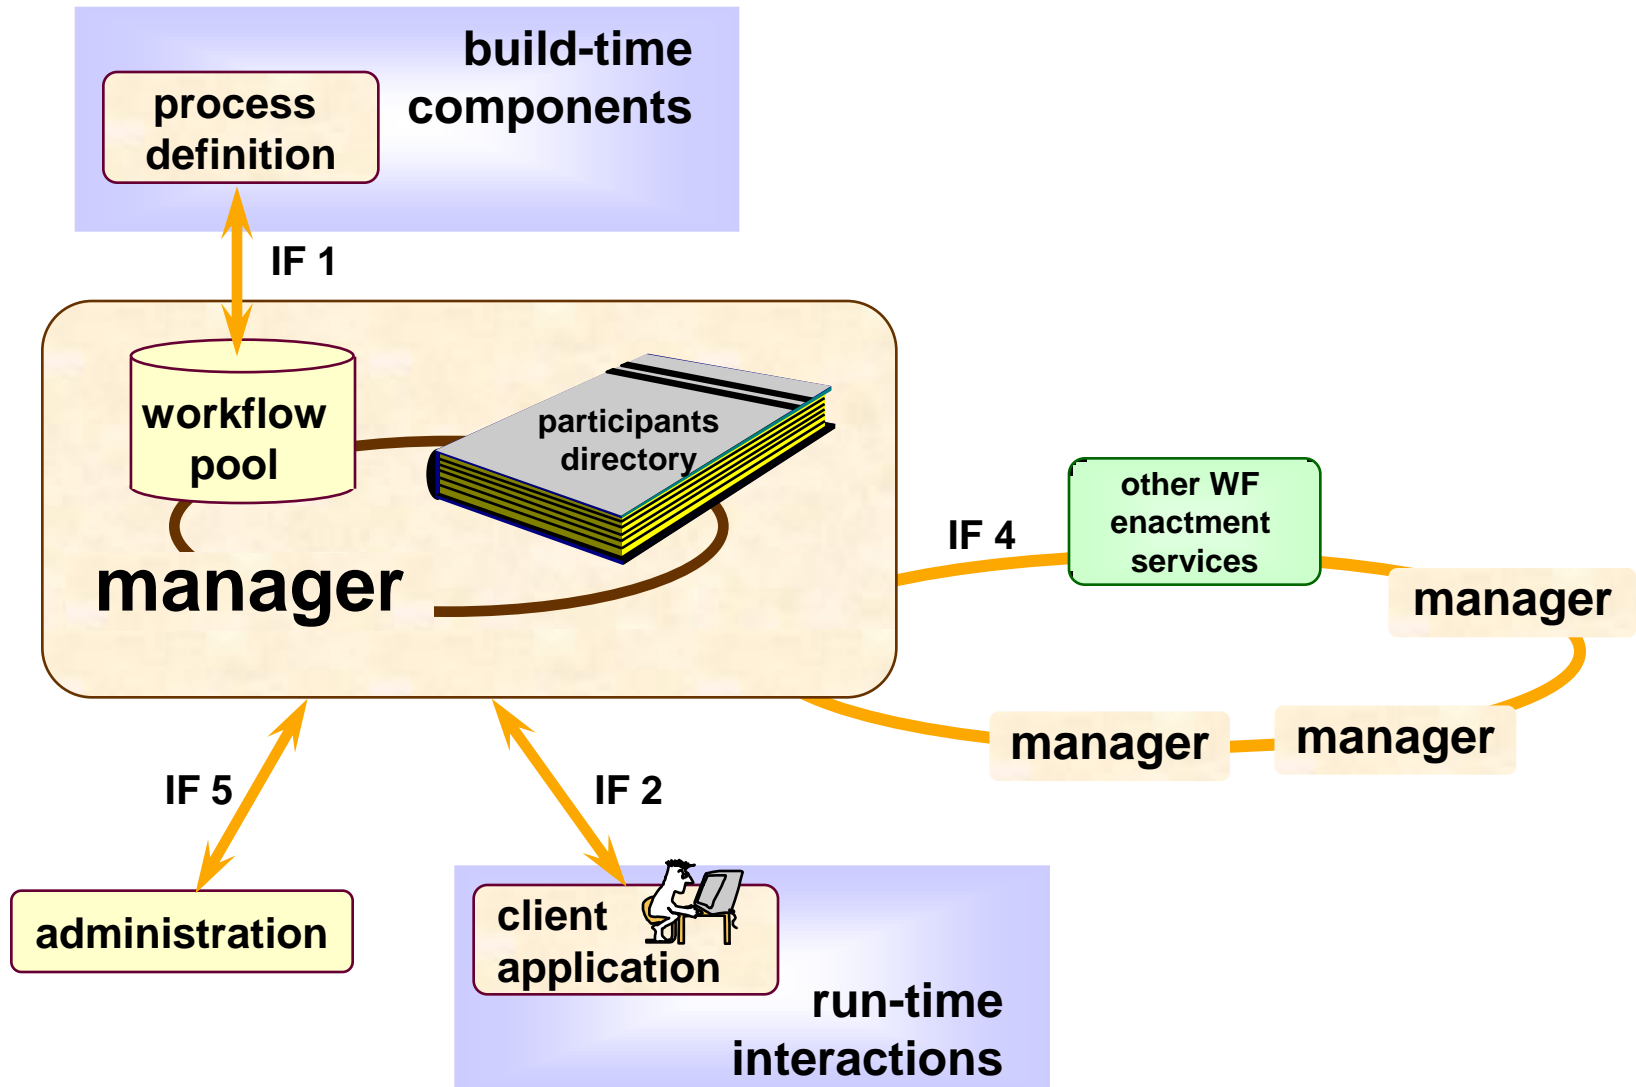 build-time
components
process
definition
IF 1
workflow
pool
participants
directory
manager
other WF
enactment
services
IF 4
manager
manager
manager
IF 5
IF 2
administration
client
application
run-time
interactions